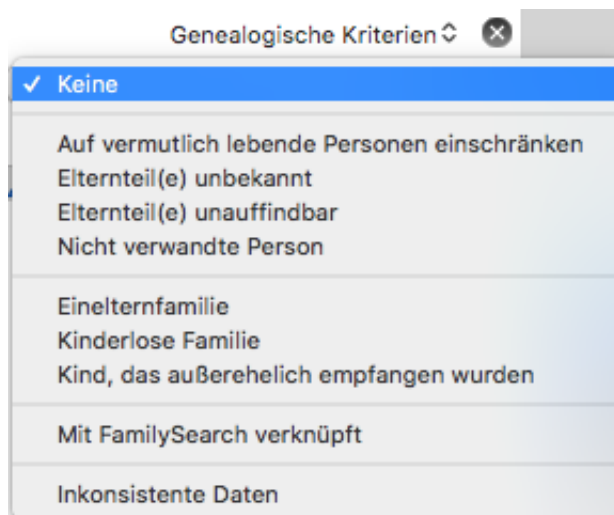 Genealogische Kriterien
Keine
Auf vermutlich lebende Personen einschränken
Elternteil(e) unbekannt
Elternteil(e) unauffindbar
Nicht verwandte Person
Einelternfamilie
Kinderlose Familie
Kind, das außerehelich empfangen wurden
Mit FamilySearch verknüpft
Inkonsistente Daten